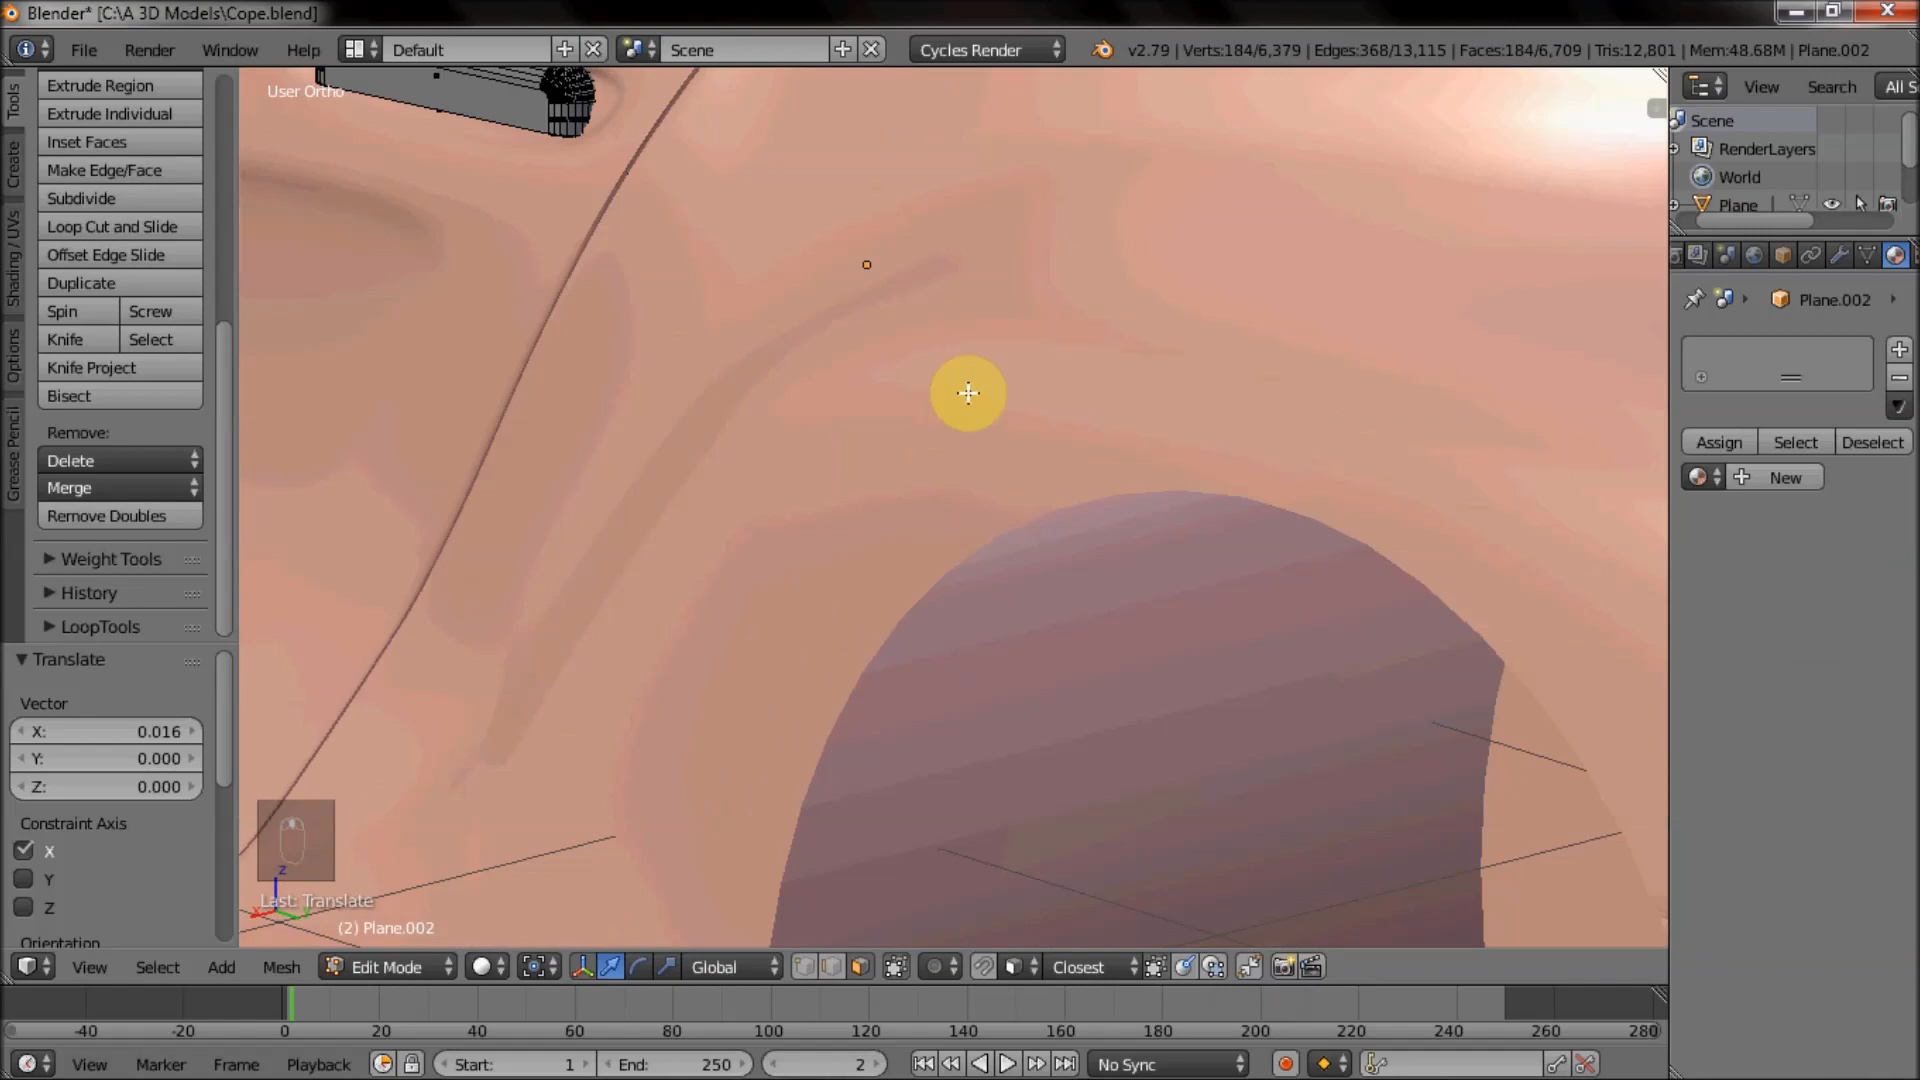 Blender* [C:\A 3D Models\Cope.blend]
File Render Window Help Default Scene Cycles Render v2.79 | Verts:184/6,379 | Edges:368/13,115 | Faces:184/6,709 | Tris:12,801 | Mem:48.68M | Plane.002
Tools
Create
Shading / UVs
Options
Grease Pencil
Extrude Region
Extrude Individual
Inset Faces
Make Edge/Face
Subdivide
Loop Cut and Slide
Offset Edge Slide
Duplicate
Spin Screw
Knife Select
Knife Project
Bisect
Remove:
Delete
Merge
Remove Doubles
Weight Tools
History
LoopTools
Translate
Vector
X: 0.016
Y: 0.000
Z: 0.000
Constraint Axis
X
Y
Z
Orientation
User Ortho
z
Last: Translate
(2) Plane.002
View Search All S
Scene
RenderLayers
World
Plane
Plane.002
Assign Select Deselect
New
View Select Add Mesh Edit Mode Global Closest
-40 -20 0 20 40 60 80 100 120 140 160 180 200 220 240 260 280
View Marker Frame Playback Start: 1 End: 250 2 No Sync